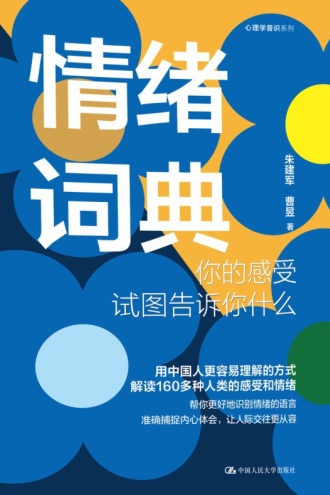 心理学普识系列
情绪
词典
朱建军 曹昱 著
你的感受
试图告诉你什么
用中国人更容易理解的方式
解读160多种人类的感受和情绪
帮你更好地识别情绪的语言
准确捕捉内心体会，让人际交往更从容
中国人民大学出版社